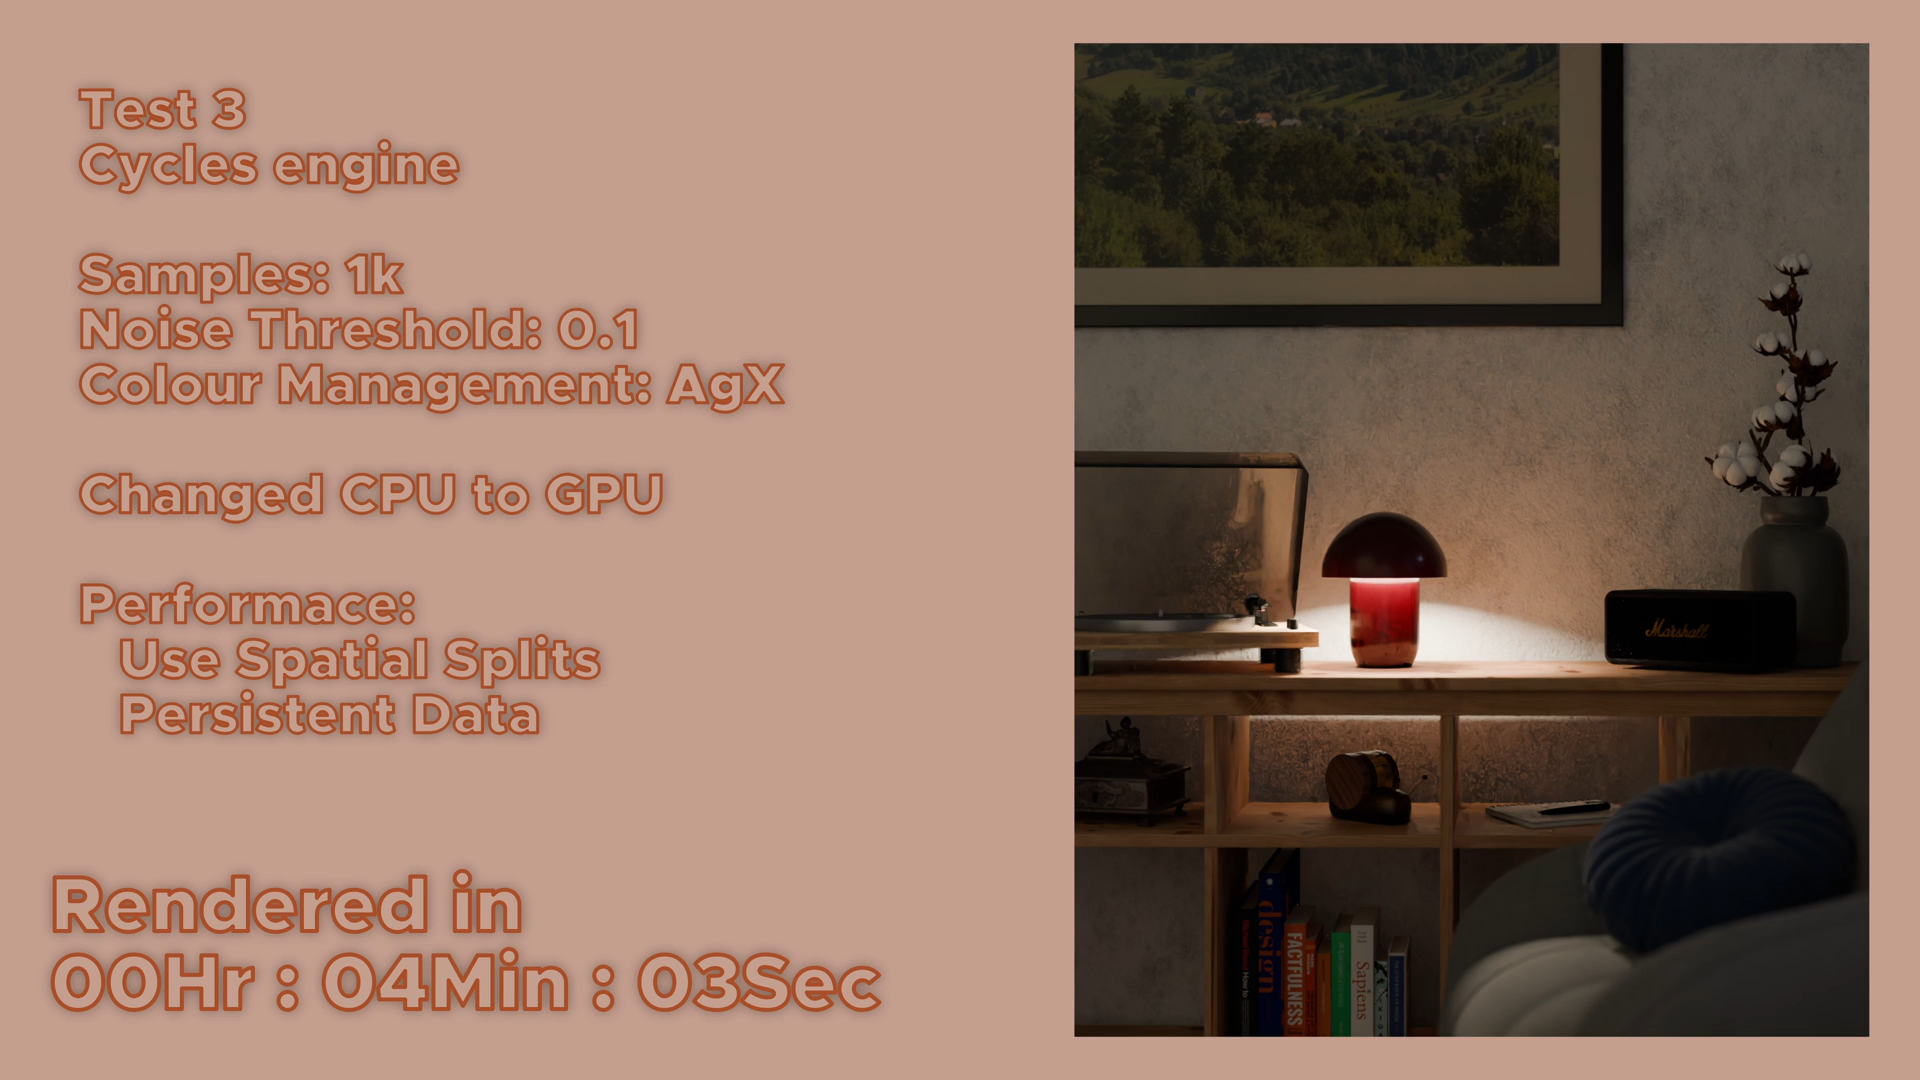 Test 3
Cycles engine
Samples: 1k
Noise Threshold: 0.1
Colour Management: AgX
Changed CPU to GPU
Performace:
Use Spatial Splits
Persistent Data
Rendered in
00Hr : 04Min : 03Sec
Marshall
design
FACTFULNESS
Sapiens